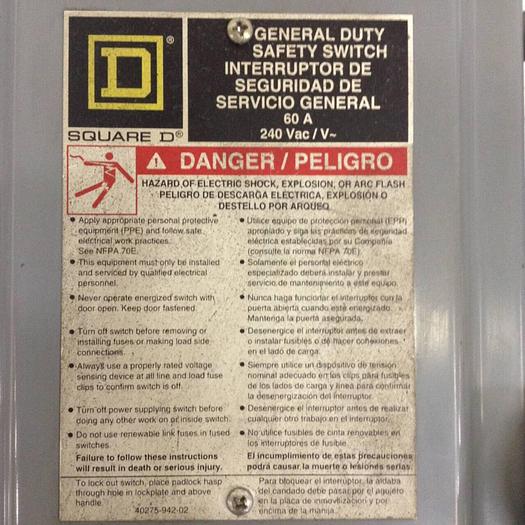 GENERAL DUTY
SAFETY SWITCH
INTERRUPTOR DE
SEGURIDAD DE
SERVICIO GENERAL
60 A
240 Vac / V~
D
®
SQUARE D®
DANGER / PELIGRO
HAZARD OF ELECTRIC SHOCK, EXPLOSION, OR ARC FLASH
PELIGRO DE DESCARGA ELÉCTRICA, EXPLOSIÓN O
DESTELLO POR ARQUEO
• Apply appropriate personal protective
equipment (PPE) and follow safe
electrical work practices.
See NFPA 70E.
• This equipment must only be installed
and serviced by qualified electrical
personnel.
• Never operate energized switch with
door open. Keep door fastened.
• Turn off switch before removing or
installing fuses or making load side
connections.
• Always use a properly rated voltage
sensing device at all line and load fuse
clips to confirm switch is off.
• Turn off power supplying switch before
doing any other work on or inside switch.
• Do not use renewable link fuses in fused
switches.
Failure to follow these instructions
will result in death or serious injury.
• Utilice equipo de protección personal (EPP)
apropiado y siga las prácticas de seguridad
eléctrica establecidas por su Compañía
(consulte la norma NFPA 70E).
• Solamente el personal eléctrico
especializado deberá instalar y prestar
servicio de mantenimiento a este equipo.
• Nunca haga funcionar el interruptor con la
puerta abierta cuando esté energizado.
Mantenga la puerta asegurada.
• Desenergice el interruptor antes de extraer
o instalar fusibles o de hacer conexiones
en el lado de carga.
• Siempre utilice un dispositivo de tensión
nominal adecuado en los clips para fusibles
de los lados de carga y línea para confirmar
la desenergización del interruptor.
• Desenergice el interruptor antes de realizar
cualquier otro trabajo en el interruptor.
• No utilice fusibles de cinta renovables en
los interruptores de fusible.
El incumplimiento de estas precauciones
podrá causar la muerte o lesiones serias.
To lock out switch, place padlock hasp
through hole in lockplate and above
handle.
40275-942-02
Para bloquear el interruptor, la aldaba
del candado debe pasar por el agujero
en la placa de inmovilización y por
encima de la manija.